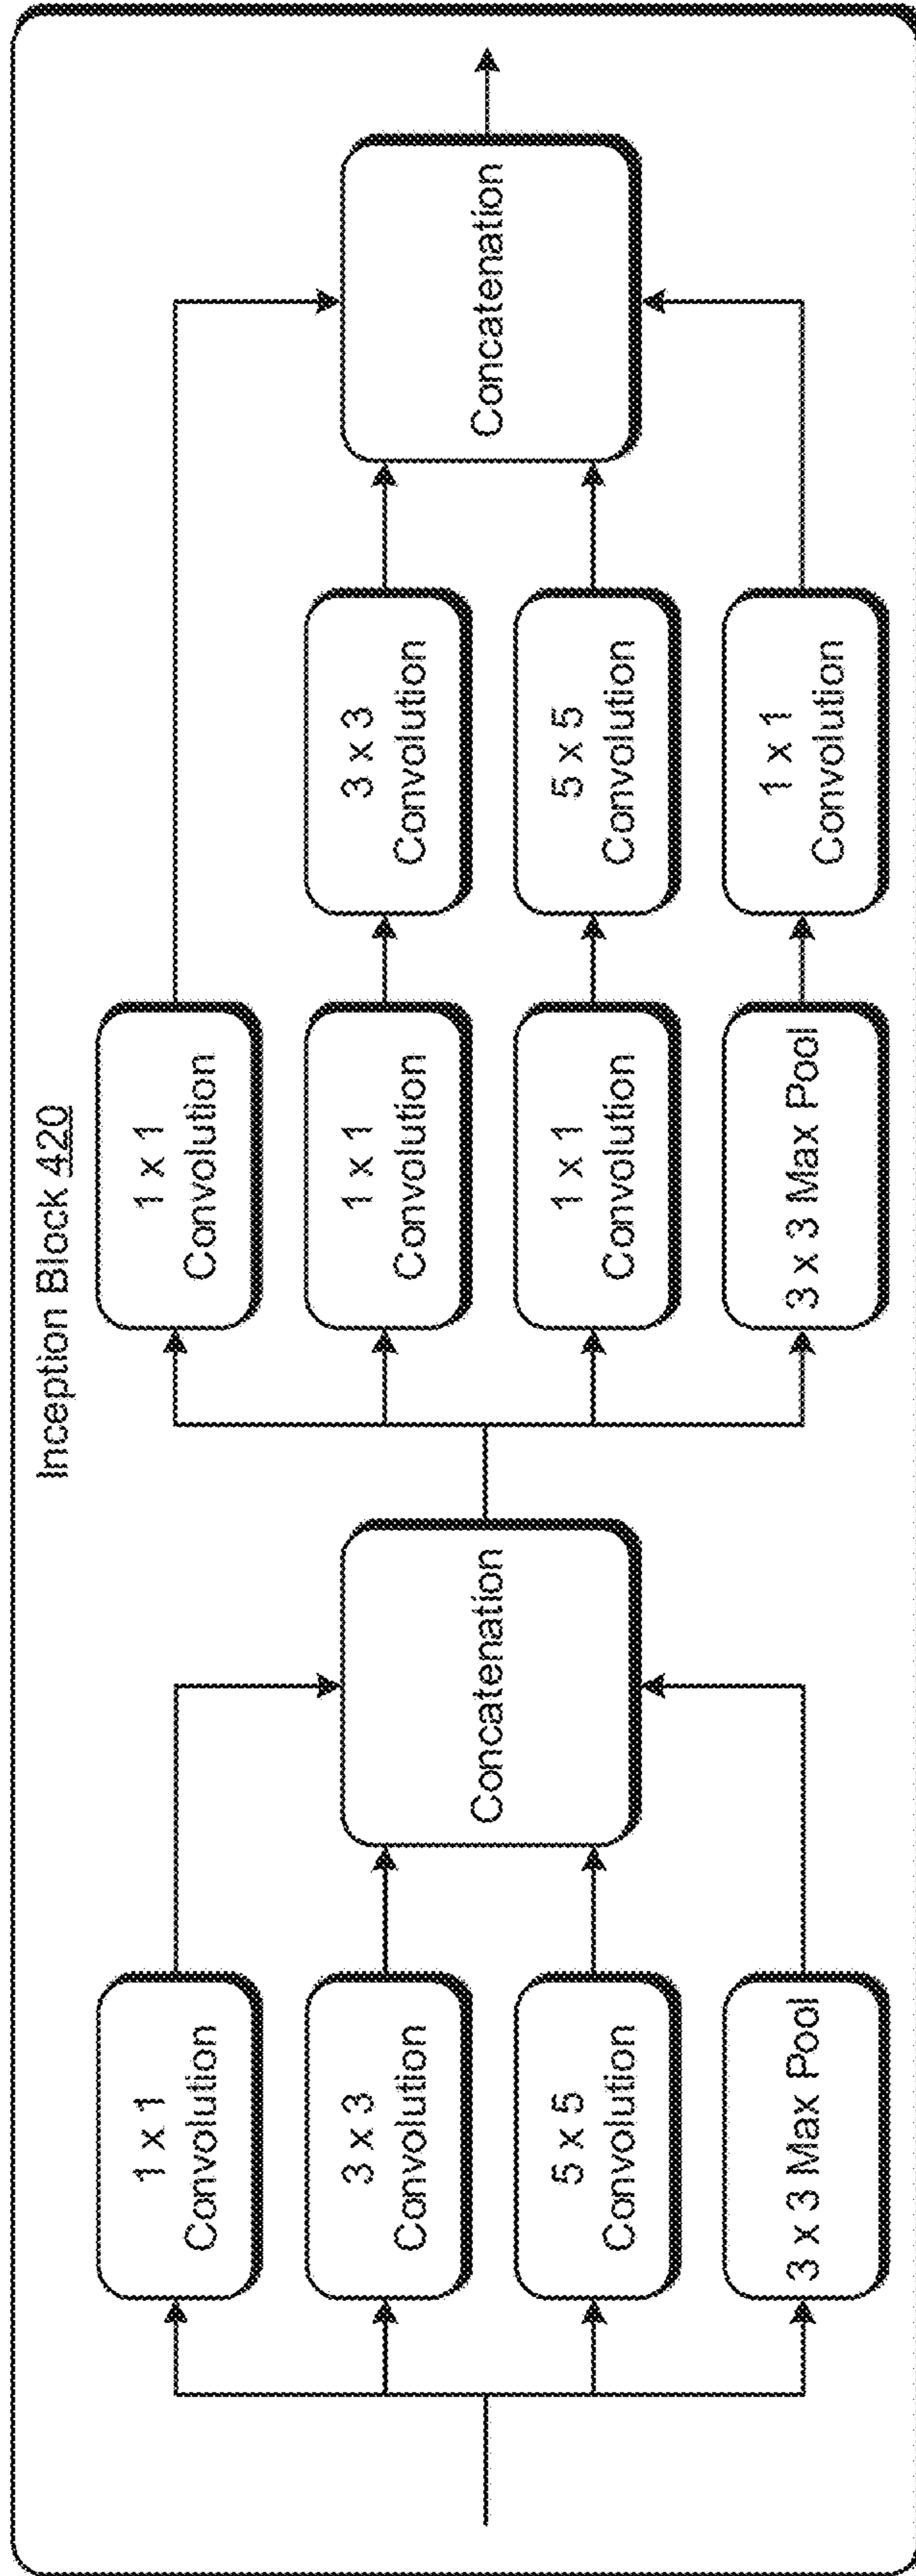 Inception Block 420
1 x 1
Convolution
3 x 3
Convolution
5 x 5
Convolution
3 x 3 Max Pool
Concatenation
1 x 1
Convolution
1 x 1
Convolution
1 x 1
Convolution
3 x 3 Max Pool
3 x 3
Convolution
5 x 5
Convolution
1 x 1
Convolution
Concatenation